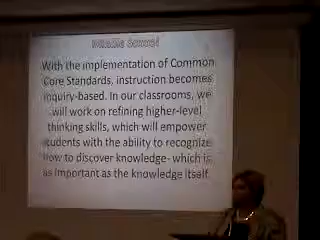 Middle School
With the implementation of Common
Core Standards, instruction becomes
inquiry-based. In our classrooms, we
will work on refining higher-level
thinking skills, which will empower
students with the ability to recognize
how to discover knowledge- which is
as important as the knowledge itself.